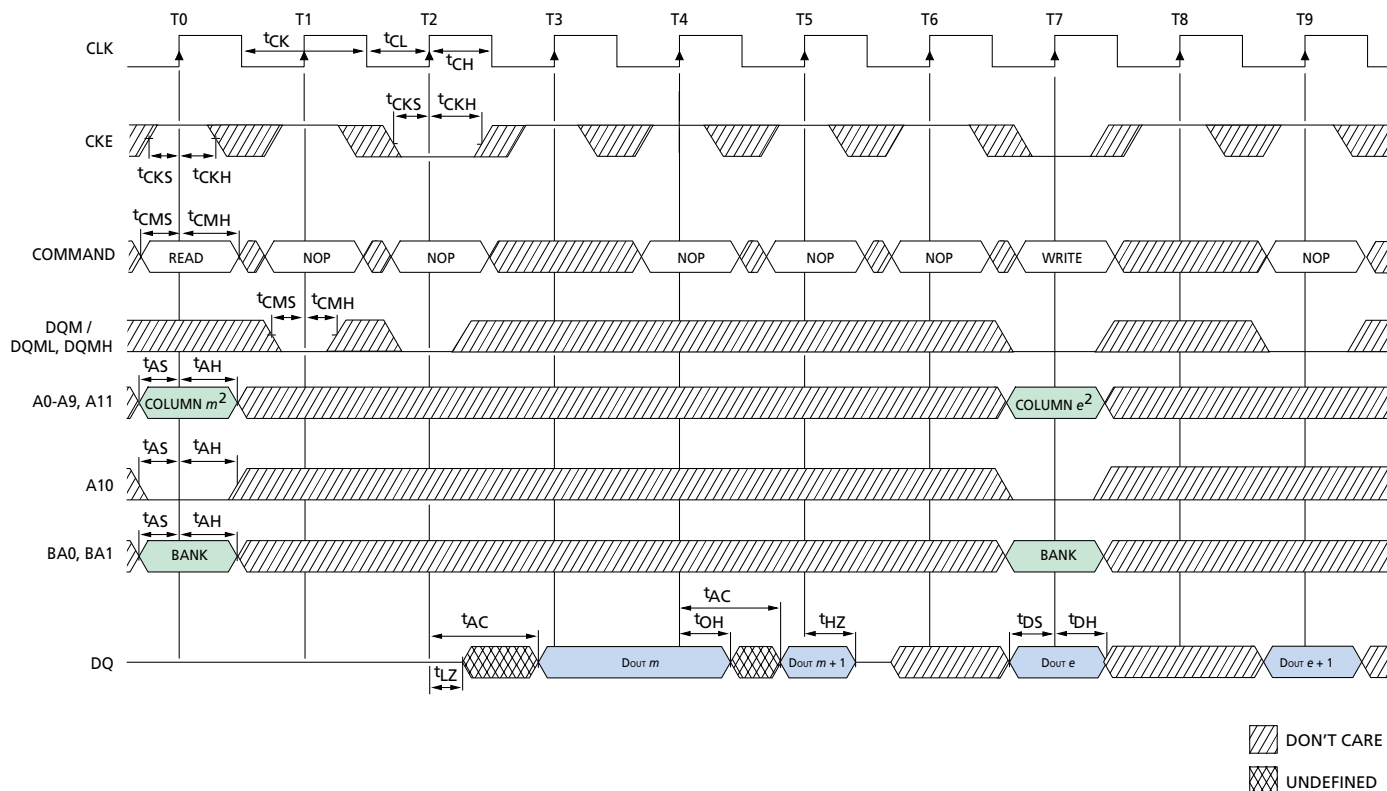 T0 T1 T2 T3 T4 T5 T6 T7 T8 T9
CLK
tCK tCL
tCH
tCKS tCKH
CKE
tCKS tCKH
tCMS tCMH
COMMAND READ NOP NOP NOP NOP NOP WRITE NOP
tCMS tCMH
DQM /
DQML, DQMH
tAS tAH
A0-A9, A11 COLUMN m2 COLUMN e2
tAS tAH
A10
tAS tAH
BA0, BA1 BANK BANK
tAC
tAC tOH tHZ tDS tDH
DQ DOUT m DOUT m + 1 DOUT e DOUT e + 1
tLZ
DON'T CARE
UNDEFINED